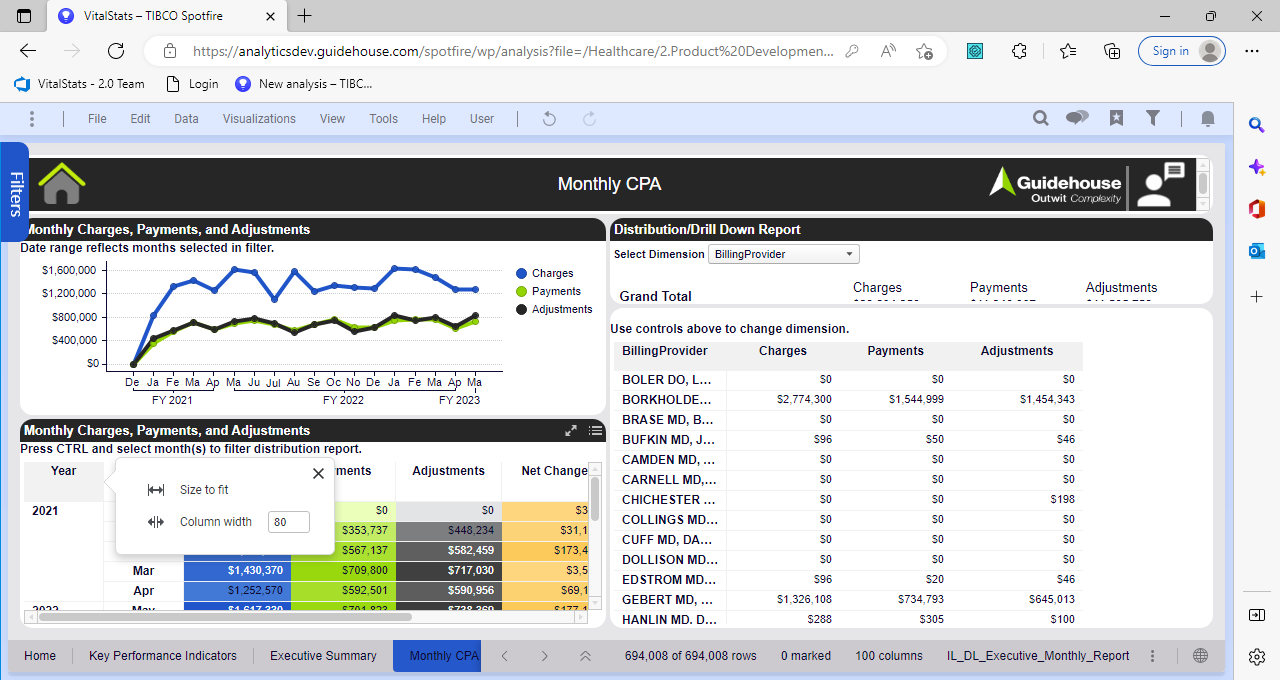 VitalStats – TIBCO Spotfire
https://analyticsdev.guidehouse.com/spotfire/wp/analysis?file=/Healthcare/2.Product%20Developmen...
Sign in
VitalStats - 2.0 Team
Login
New analysis – TIBC...
File Edit Data Visualizations View Tools Help User
Filters
Monthly CPA
Guidehouse
Outwit Complexity
Monthly Charges, Payments, and Adjustments
Date range reflects months selected in filter.
$1,600,000
$1,200,000
$800,000
$400,000
$0
De Ja Fe Ma Ap Ma Ju Jul Au Se Oc No De Ja Fe Ma Ap Ma
FY 2021 FY 2022 FY 2023
Charges
Payments
Adjustments
Distribution/Drill Down Report
Select Dimension BillingProvider
Charges Payments Adjustments
Grand Total
Use controls above to change dimension.
BillingProvider Charges Payments Adjustments
BOLER DO, L... $0 $0 $0
BORKHOLDE... $2,774,300 $1,544,999 $1,454,343
BRASE MD, B... $0 $0 $0
BUFKIN MD, J... $96 $50 $46
CAMDEN MD, ... $0 $0 $0
CARNELL MD,... $0 $0 $0
CHICHESTER ... $0 $0 $198
COLLINGS MD... $0 $0 $0
CUFF MD, DA... $0 $0 $0
DOLLISON MD... $0 $0 $0
EDSTROM MD... $96 $20 $46
GEBERT MD, ... $1,326,108 $734,793 $645,013
HANLIN MD. D... $288 $305 $100
Monthly Charges, Payments, and Adjustments
Press CTRL and select month(s) to filter distribution report.
Year ments Adjustments Net Change
Size to fit
Column width 80
2021 $0 $0 $3
$353,737 $448,234 $31,1
$567,137 $582,459 $173,4
Mar $1,430,370 $709,800 $717,030 $3,5
Apr $1,252,570 $592,501 $590,956 $69,1
2022 May $1,617,330 $701,823 $738,369 $177,1
Home Key Performance Indicators Executive Summary Monthly CPA
694,008 of 694,008 rows 0 marked 100 columns IL_DL_Executive_Monthly_Report